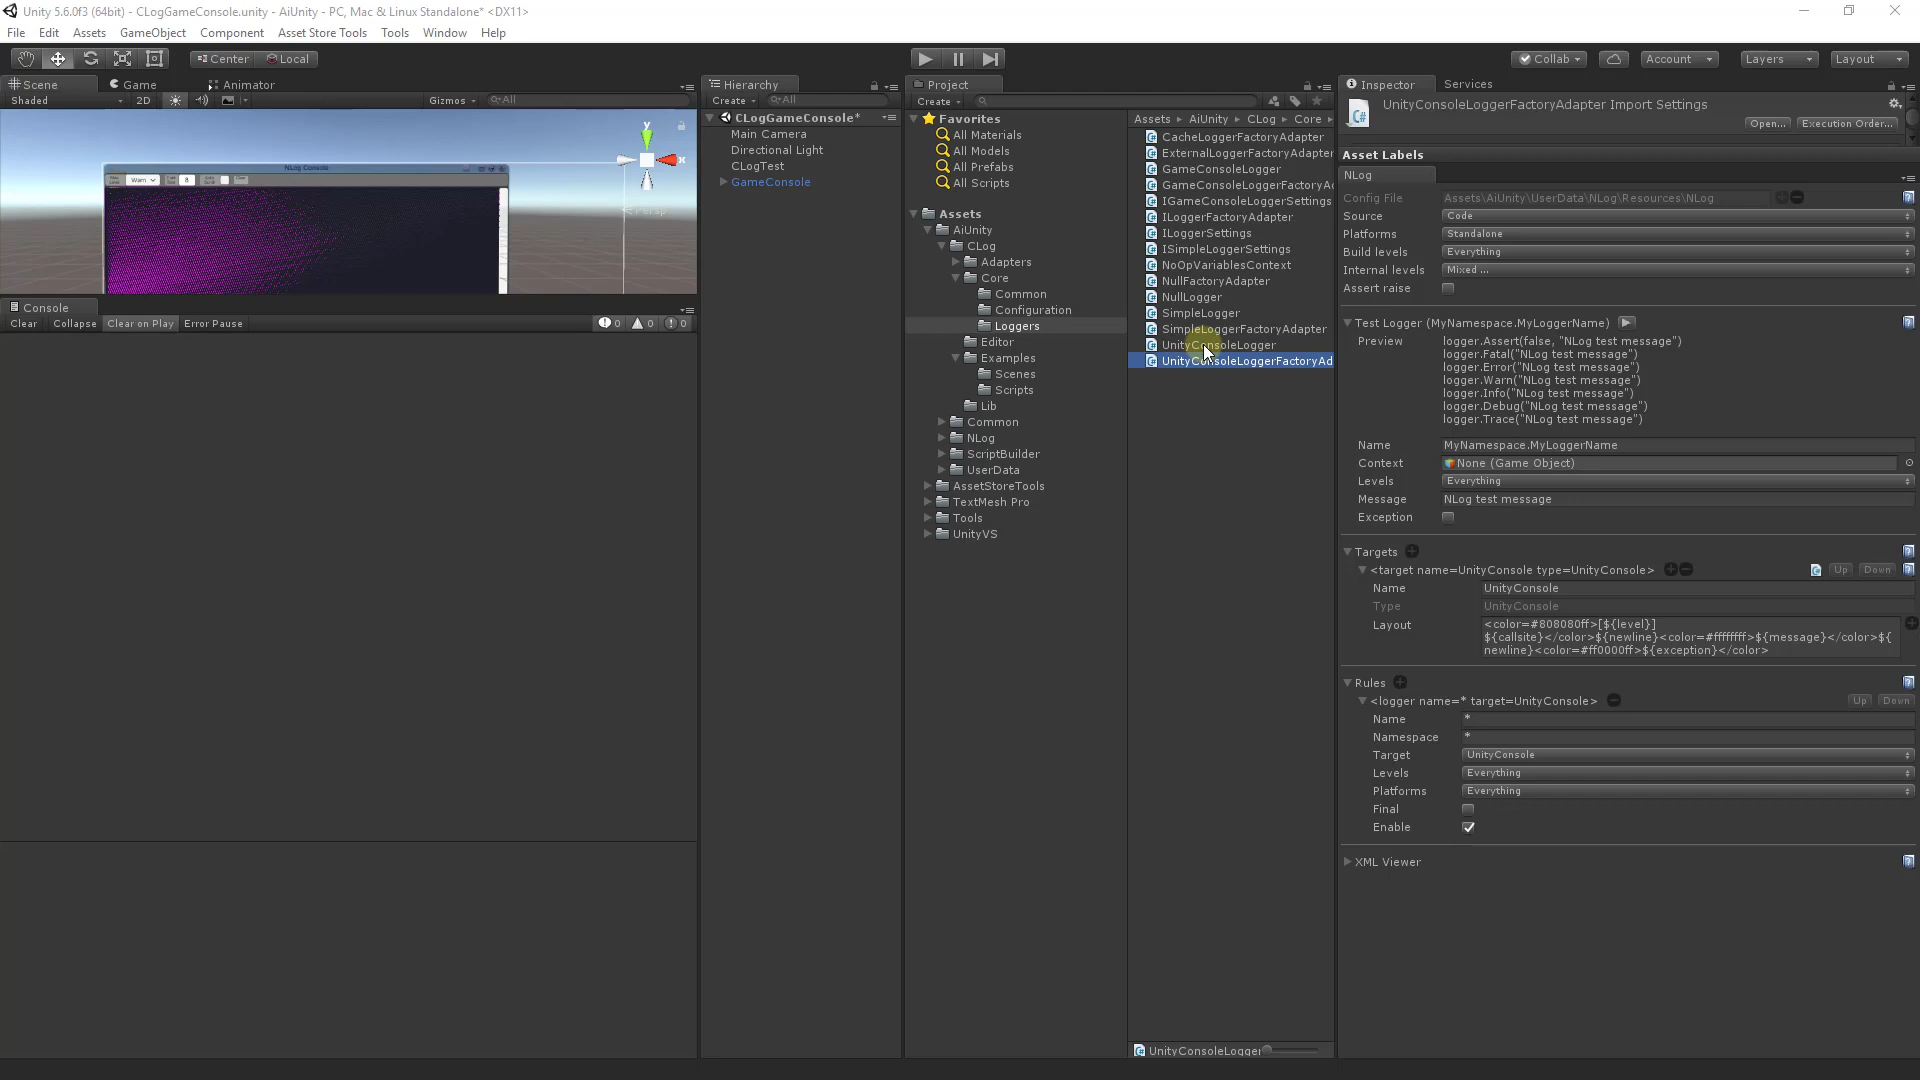 Unity 5.6.0f3 (64bit) - CLogGameConsole.unity - AiUnity - PC, Mac & Linux Standalone* <DX11>
File Edit Assets GameObject Component Asset Store Tools Tools Window Help
Center Local
Collab Account Layers Layout
Scene Game Animator
Shaded 2D Gizmos All
NLog Console
Warn 8
y
x
Persp
Console
Clear Collapse Clear on Play Error Pause 0 0 0
Hierarchy
Create All
CLogGameConsole*
Main Camera
Directional Light
CLogTest
GameConsole
Project
Create
Favorites
All Materials
All Models
All Prefabs
All Scripts
Assets
AiUnity
CLog
Adapters
Core
Common
Configuration
Loggers
Editor
Examples
Scenes
Scripts
Lib
Common
NLog
ScriptBuilder
UserData
AssetStoreTools
TextMesh Pro
Tools
UnityVS
Assets AiUnity CLog Core
CacheLoggerFactoryAdapter
ExternalLoggerFactoryAdapter
GameConsoleLogger
GameConsoleLoggerFactoryAd
IGameConsoleLoggerSettings
ILoggerFactoryAdapter
ILoggerSettings
ISimpleLoggerSettings
NoOpVariablesContext
NullFactoryAdapter
NullLogger
SimpleLogger
SimpleLoggerFactoryAdapter
UnityConsoleLogger
UnityConsoleLoggerFactoryAd
UnityConsoleLogger
Inspector Services
UnityConsoleLoggerFactoryAdapter Import Settings
Open... Execution Order...
Asset Labels
NLog
Config File Assets\AiUnity\UserData\NLog\Resources\NLog
Source Code
Platforms Standalone
Build levels Everything
Internal levels Mixed ...
Assert raise
Test Logger (MyNamespace.MyLoggerName)
Preview logger.Assert(false, "NLog test message")
logger.Fatal("NLog test message")
logger.Error("NLog test message")
logger.Warn("NLog test message")
logger.Info("NLog test message")
logger.Debug("NLog test message")
logger.Trace("NLog test message")
Name MyNamespace.MyLoggerName
Context None (Game Object)
Levels Everything
Message NLog test message
Exception
Targets
<target name=UnityConsole type=UnityConsole> Up Down
Name UnityConsole
Type UnityConsole
Layout <color=#808080ff>[${level}]
${callsite}</color>${newline}<color=#ffffffff>${message}</color>${
newline}<color=#ff0000ff>${exception}</color>
Rules
<logger name=* target=UnityConsole> Up Down
Name *
Namespace *
Target UnityConsole
Levels Everything
Platforms Everything
Final
Enable
XML Viewer